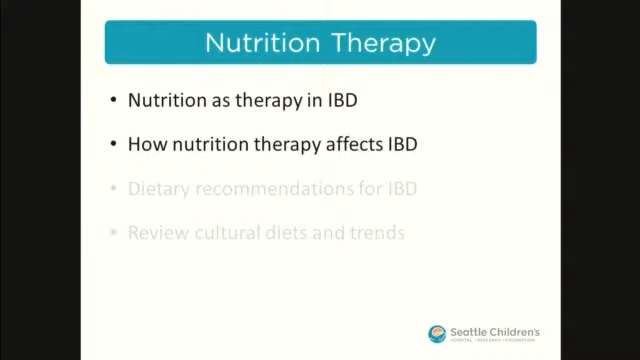 Nutrition Therapy
• Nutrition as therapy in IBD
• How nutrition therapy affects IBD
• Dietary recommendations for IBD
• Review cultural diets and trends
Seattle Children's
HOSPITAL • RESEARCH • FOUNDATION